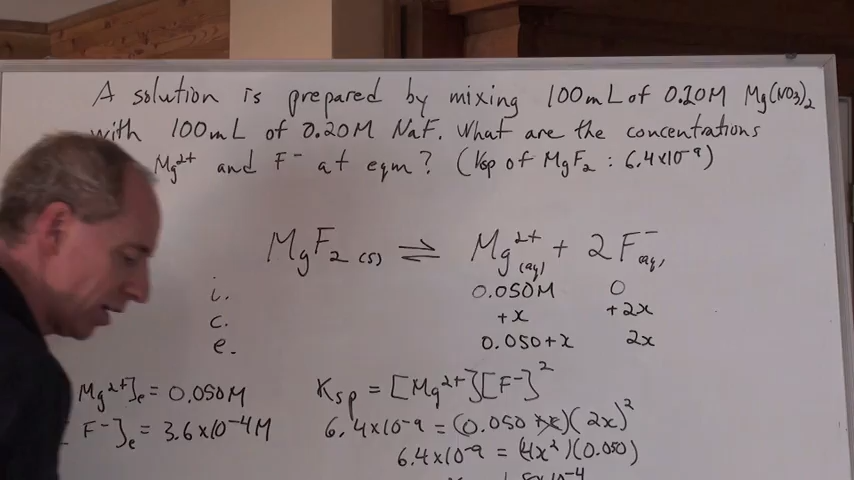 A solution is prepared by mixing 100mL of 0.20M Mg(NO3)2
with 100mL of 0.20M NaF. What are the concentrations
Mg²⁺ and F⁻ at eqm? (Ksp of MgF₂ : 6.4x10⁻⁹)
MgF₂ (s) ⇌ Mg²⁺(aq) + 2F⁻(aq)
i. 0.050M 0
c. +x +2x
e. 0.050+x 2x
Mg²⁺]e = 0.050M
F⁻]e = 3.6x10⁻⁴M
Ksp = [Mg²⁺][F⁻]²
6.4x10⁻⁹ = (0.050 +x)(2x)²
6.4x10⁻⁹ = (4x²)(0.050)